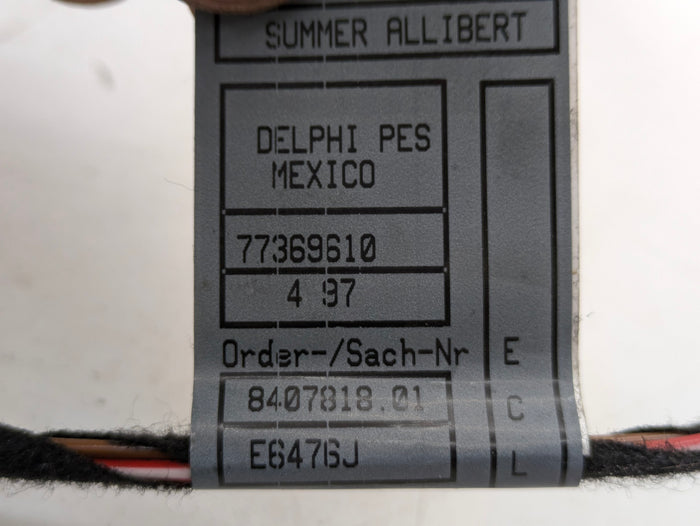 SUMMER ALLIBERT
DELPHI PES
MEXICO
77369610
4 97
Order-/Sach-Nr
8407818.01
E6476J
E
C
L